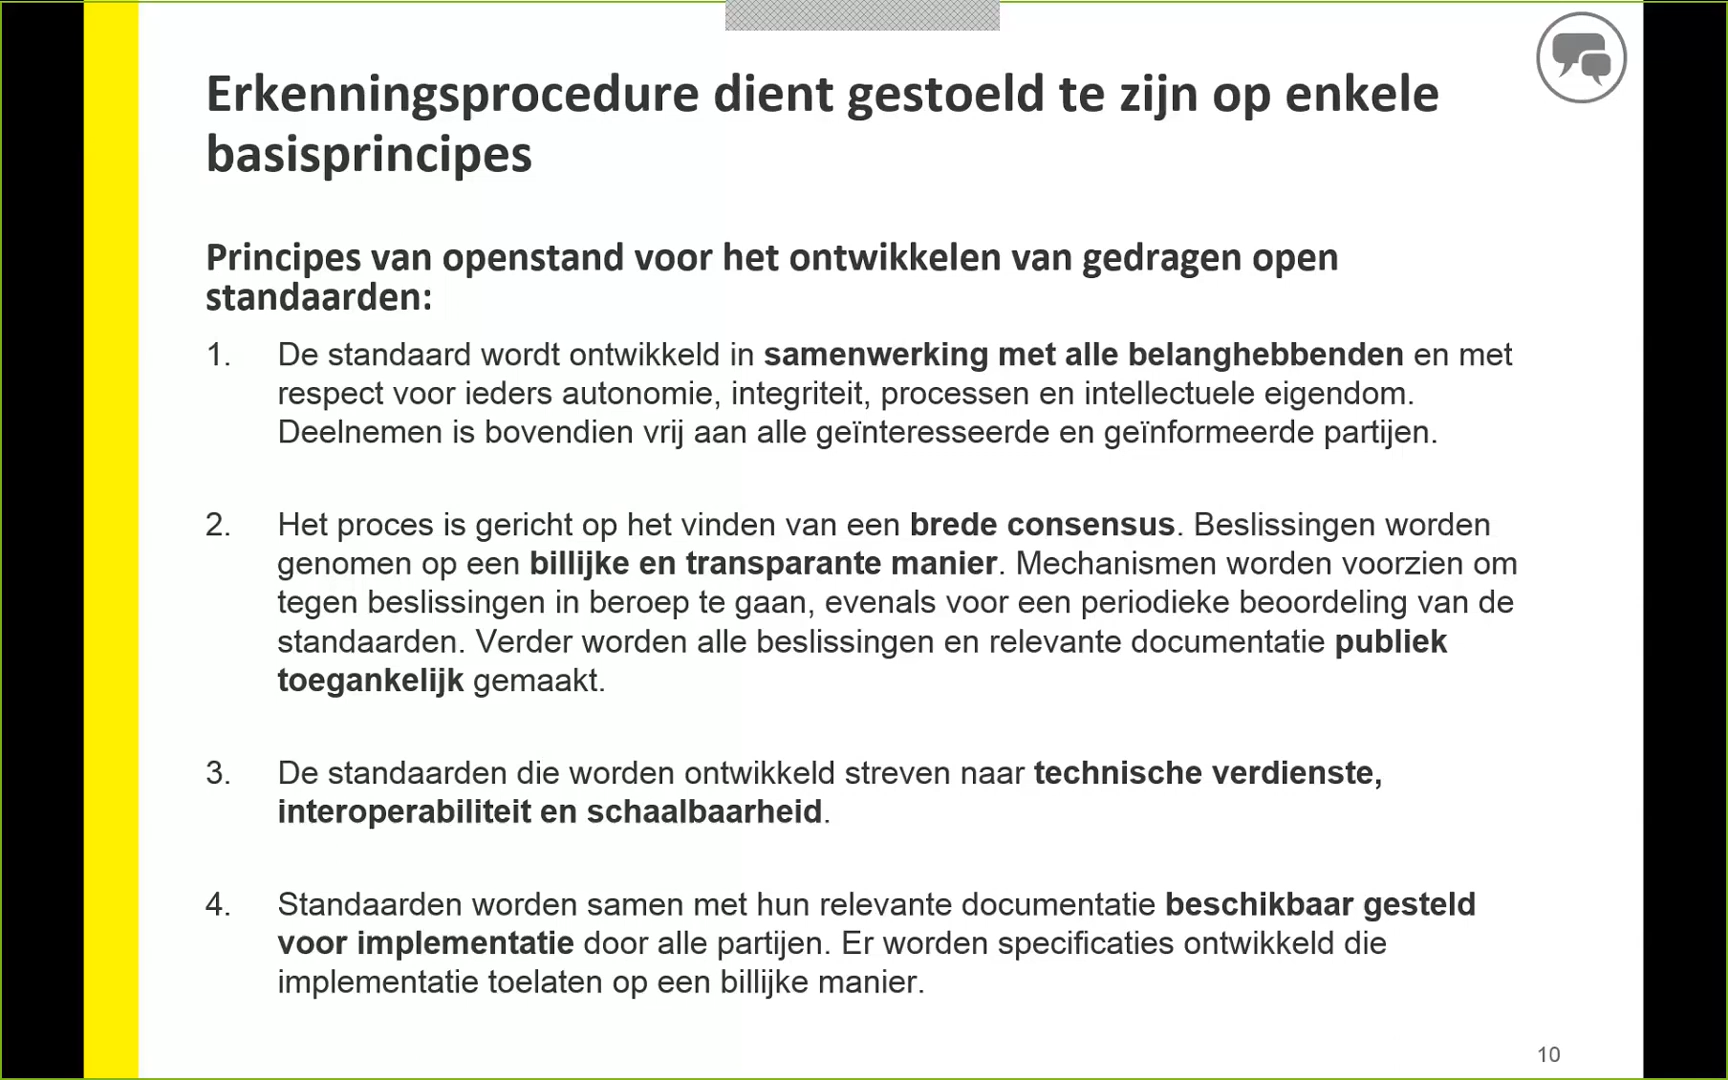 Erkenningsprocedure dient gestoeld te zijn op enkele
basisprincipes
Principes van openstand voor het ontwikkelen van gedragen open
standaarden:
1. De standaard wordt ontwikkeld in samenwerking met alle belanghebbenden en met
respect voor ieders autonomie, integriteit, processen en intellectuele eigendom.
Deelnemen is bovendien vrij aan alle geïnteresseerde en geïnformeerde partijen.
2. Het proces is gericht op het vinden van een brede consensus. Beslissingen worden
genomen op een billijke en transparante manier. Mechanismen worden voorzien om
tegen beslissingen in beroep te gaan, evenals voor een periodieke beoordeling van de
standaarden. Verder worden alle beslissingen en relevante documentatie publiek
toegankelijk gemaakt.
3. De standaarden die worden ontwikkeld streven naar technische verdienste,
interoperabiliteit en schaalbaarheid.
4. Standaarden worden samen met hun relevante documentatie beschikbaar gesteld
voor implementatie door alle partijen. Er worden specificaties ontwikkeld die
implementatie toelaten op een billijke manier.
10